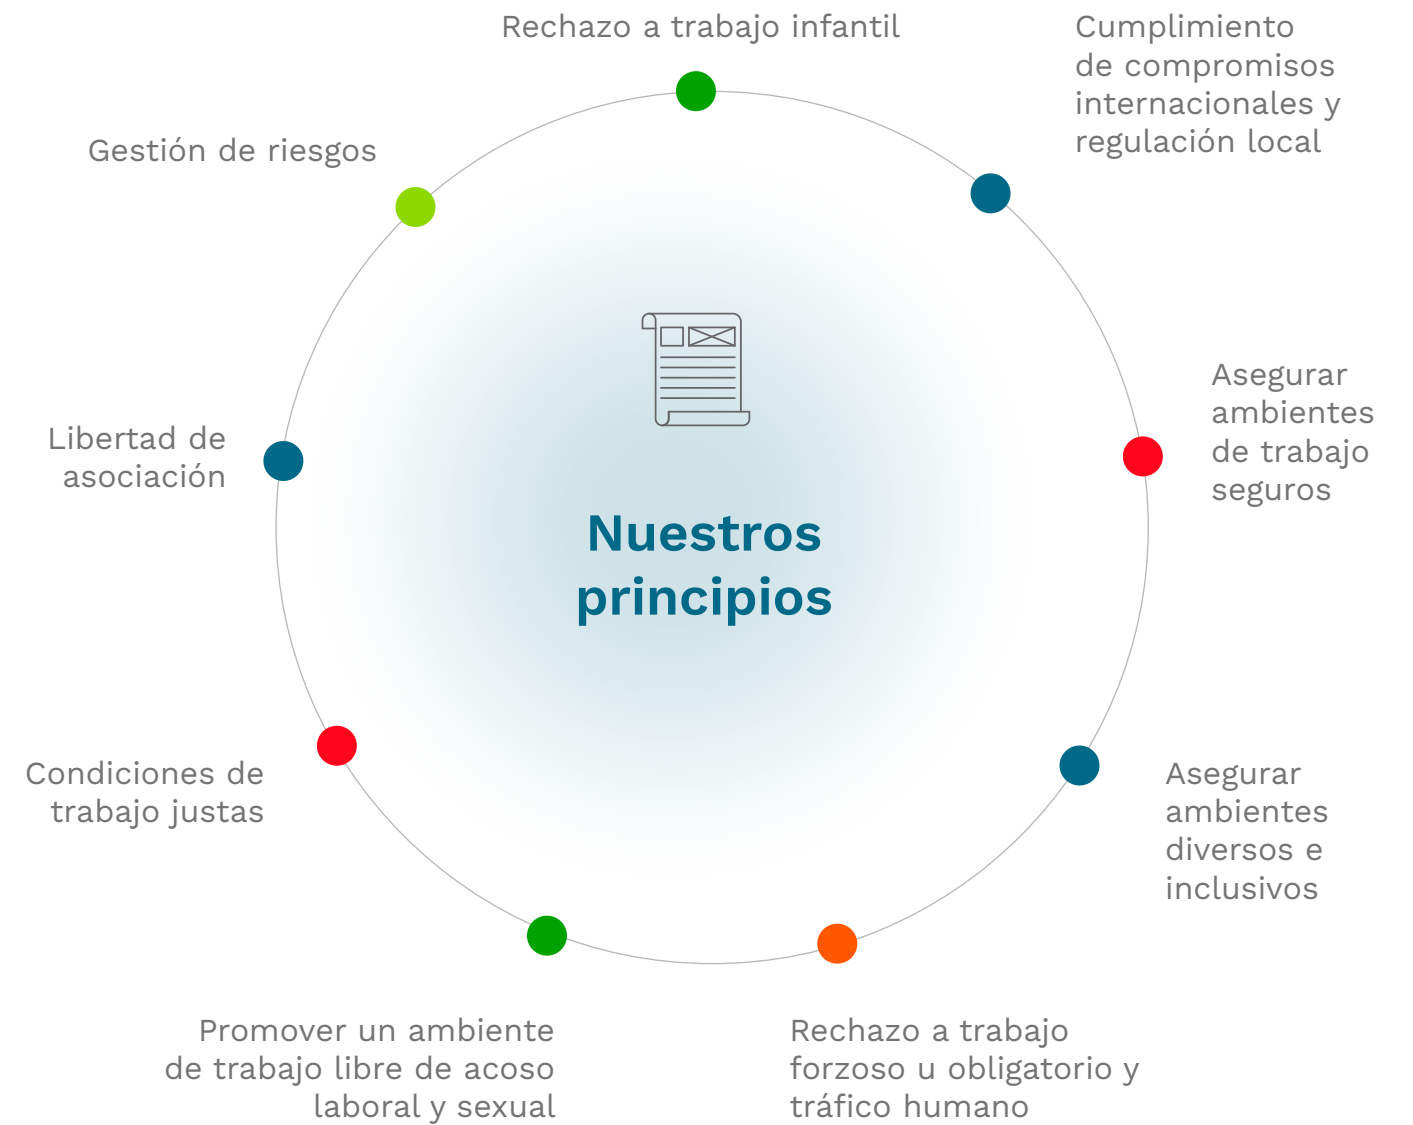 Rechazo a trabajo infantil
Cumplimiento
de compromisos
internacionales y
regulación local
Asegurar
ambientes
de trabajo
seguros
Asegurar
ambientes
diversos e
inclusivos
Rechazo a trabajo
forzoso u obligatorio y
tráfico humano
Promover un ambiente
de trabajo libre de acoso
laboral y sexual
Condiciones de
trabajo justas
Libertad de
asociación
Gestión de riesgos
Nuestros
principios